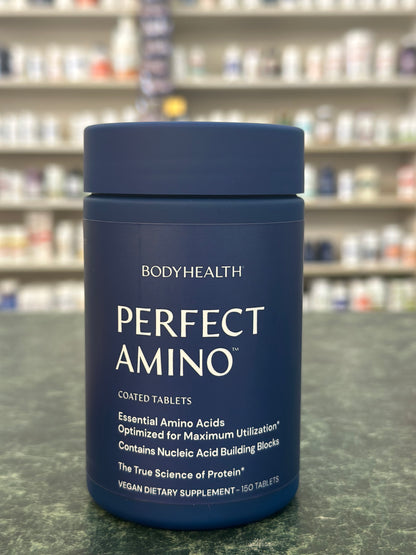 BODYHEALTH
PERFECT
AMINO™
COATED TABLETS
Essential Amino Acids
Optimized for Maximum Utilization*
Contains Nucleic Acid Building Blocks
The True Science of Protein*
VEGAN DIETARY SUPPLEMENT - 150 TABLETS